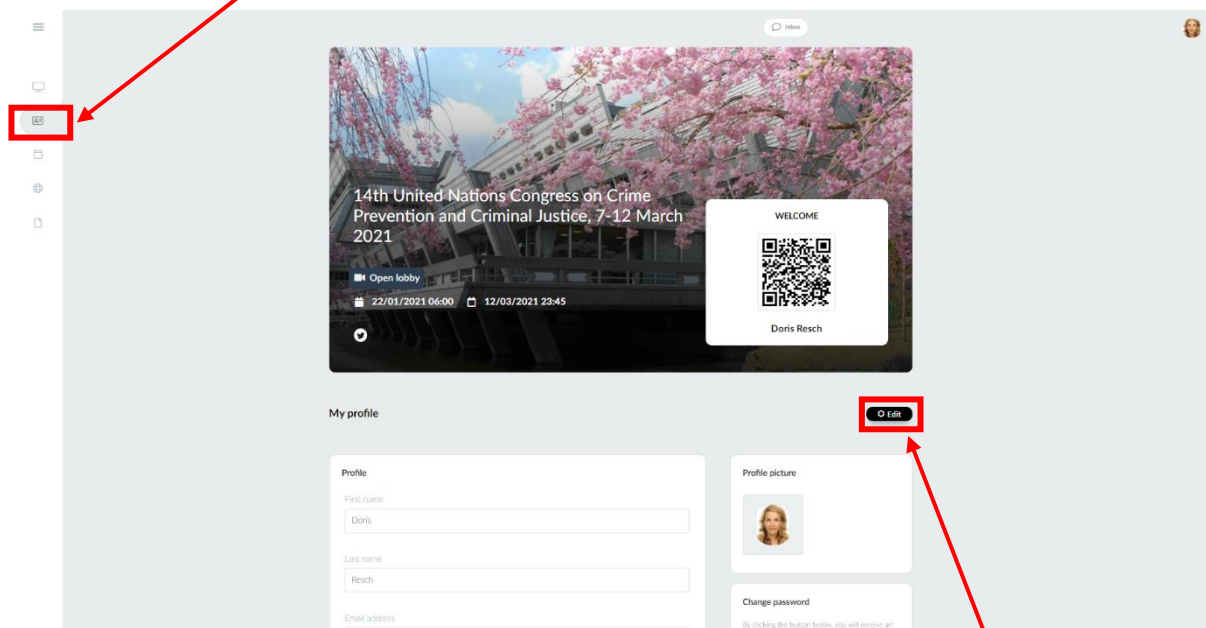 Inbox
14th United Nations Congress on Crime
Prevention and Criminal Justice, 7-12 March
2021
Open lobby
22/01/2021 06:00 12/03/2021 23:45
WELCOME
Doris Resch
My profile
Edit
Profile
First name
Doris
Last name
Resch
Email address
Profile picture
Change password
By clicking the button below, you will receive an